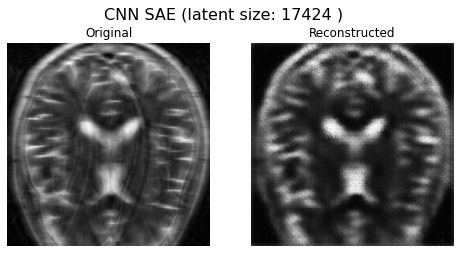 CNN SAE (latent size: 17424 )
Original
Reconstructed